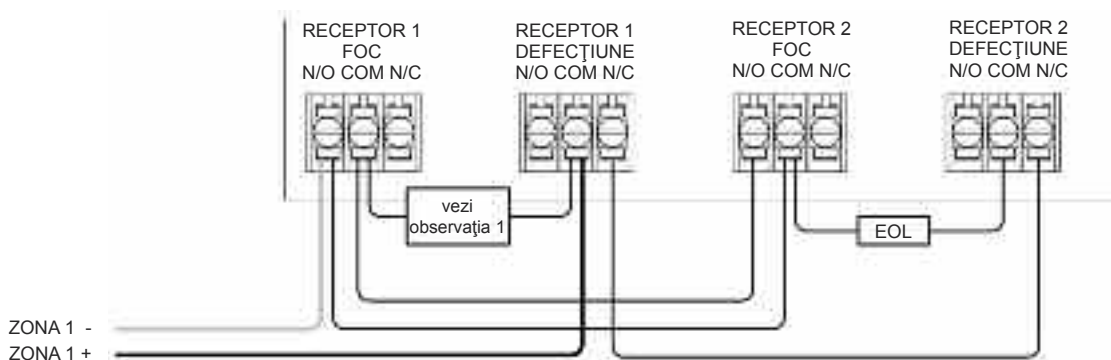 RECEPTOR 1
FOC
N/O COM N/C
RECEPTOR 1
DEFECŢIUNE
N/O COM N/C
RECEPTOR 2
FOC
N/O COM N/C
RECEPTOR 2
DEFECŢIUNE
N/O COM N/C
vezi
observaţia 1
EOL
ZONA 1 -
ZONA 1 +